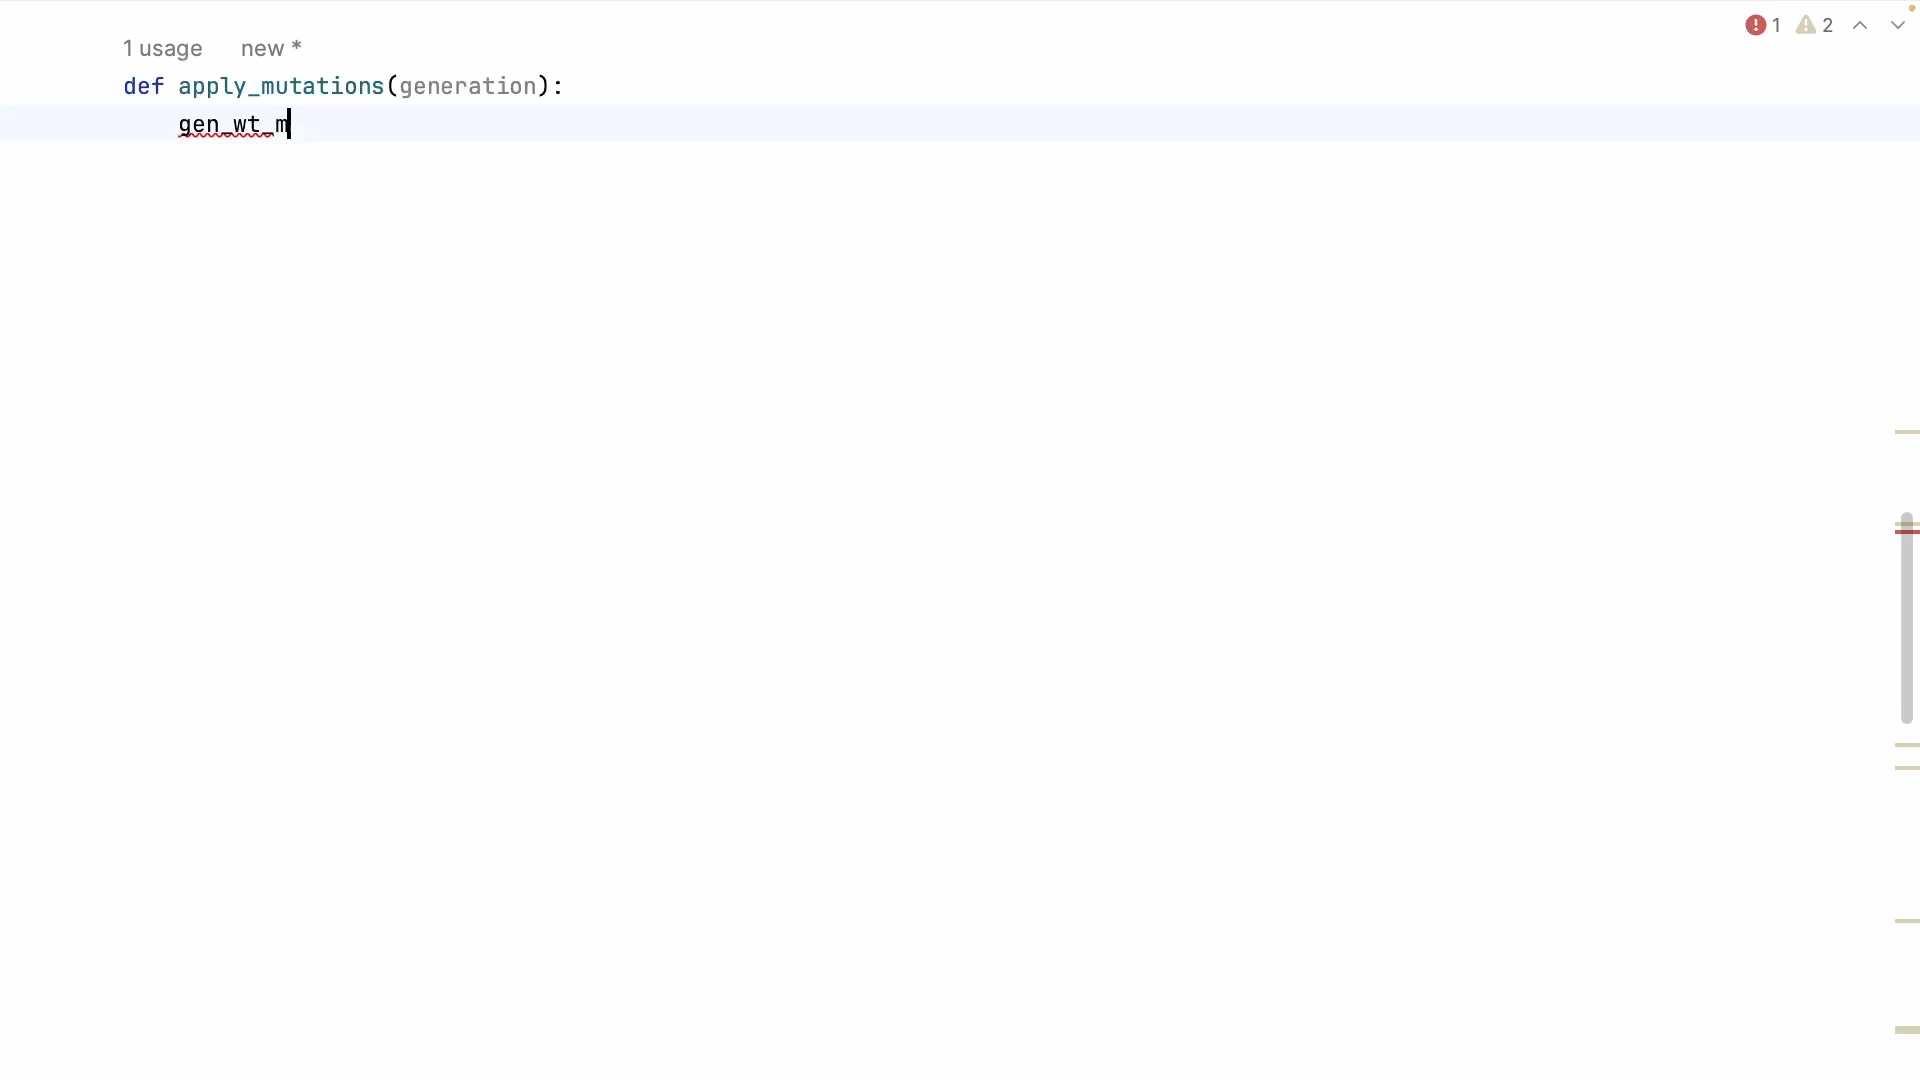 1 2
1 usage new *
def apply_mutations(generation):
gen_wt_m